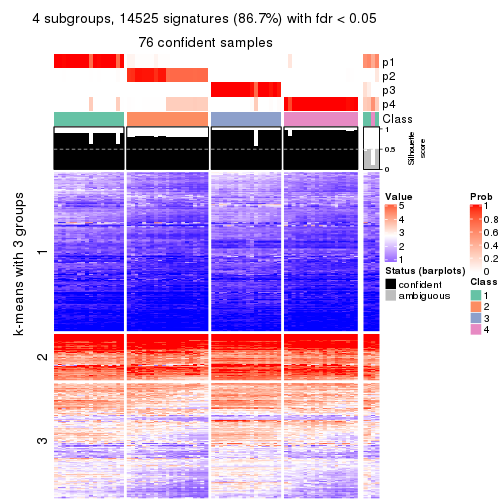 4 subgroups, 14525 signatures (86.7%) with fdr < 0.05
76 confident samples
p1
p2
p3
p4
Class
1
0.5
0
Silhouette
score
k-means with 3 groups
1
2
3
Value
5
4
3
2
1
Status (barplots)
confident
ambiguous
Prob
1
0.8
0.6
0.4
0.2
0
Class
1
2
3
4